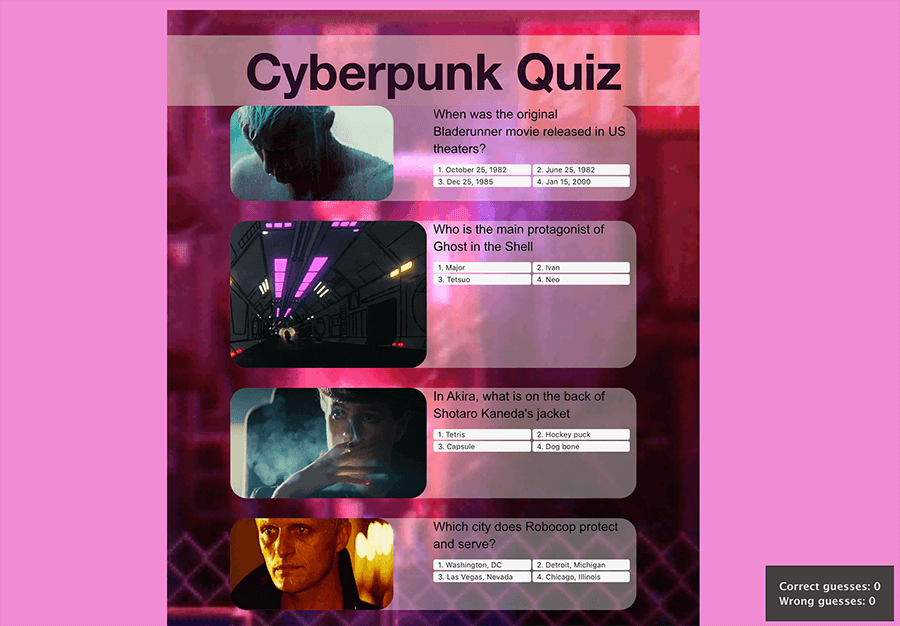 Cyberpunk Quiz
When was the original
Bladerunner movie released in US
theaters?
1. October 25, 1982
2. June 25, 1982
3. Dec 25, 1985
4. Jan 15, 2000
Who is the main protagonist of
Ghost in the Shell
1. Major
2. Ivan
3. Tetsuo
4. Neo
In Akira, what is on the back of
Shotaro Kaneda's jacket
1. Tetris
2. Hockey puck
3. Capsule
4. Dog bone
Which city does Robocop protect
and serve?
1. Washington, DC
2. Detroit, Michigan
3. Las Vegas, Nevada
4. Chicago, Illinois
Correct guesses: 0
Wrong guesses: 0